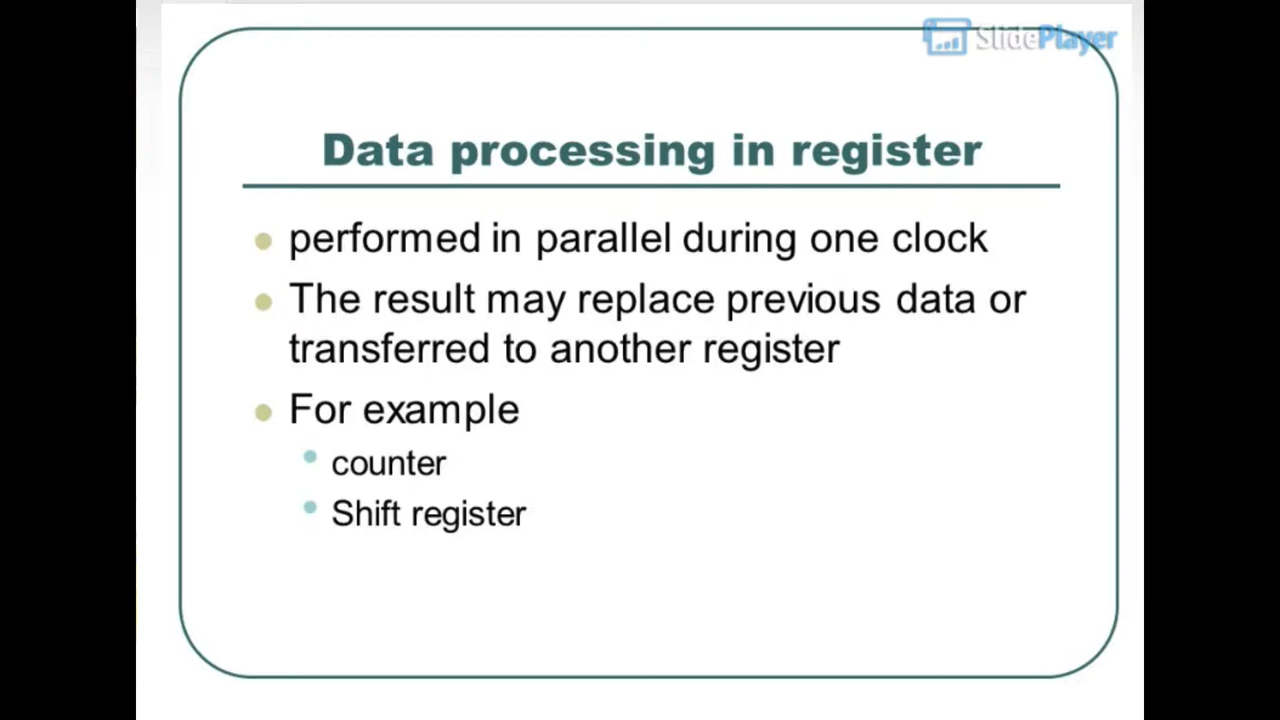 SlidePlayer
Data processing in register
performed in parallel during one clock
The result may replace previous data or
transferred to another register
For example
counter
Shift register